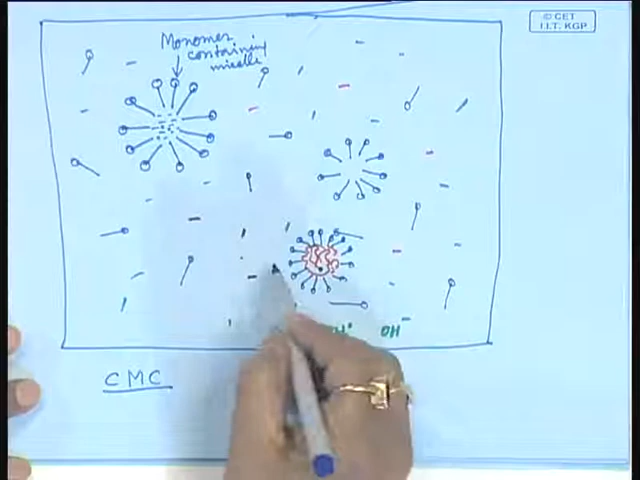 © CET
I.I.T. KGP
Monomer
containing
micelle
OH⁻
CMC